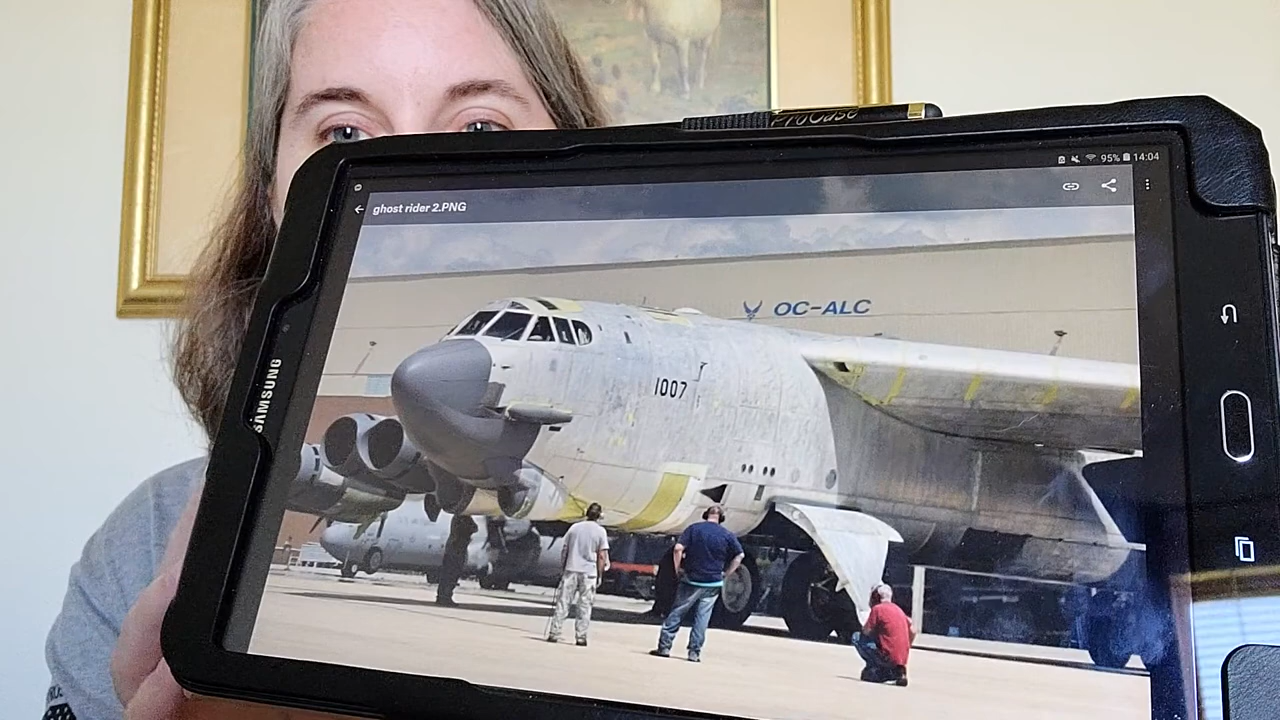 ProCase
95% 14:04
ghost rider 2.PNG
OC-ALC
1007
SAMSUNG